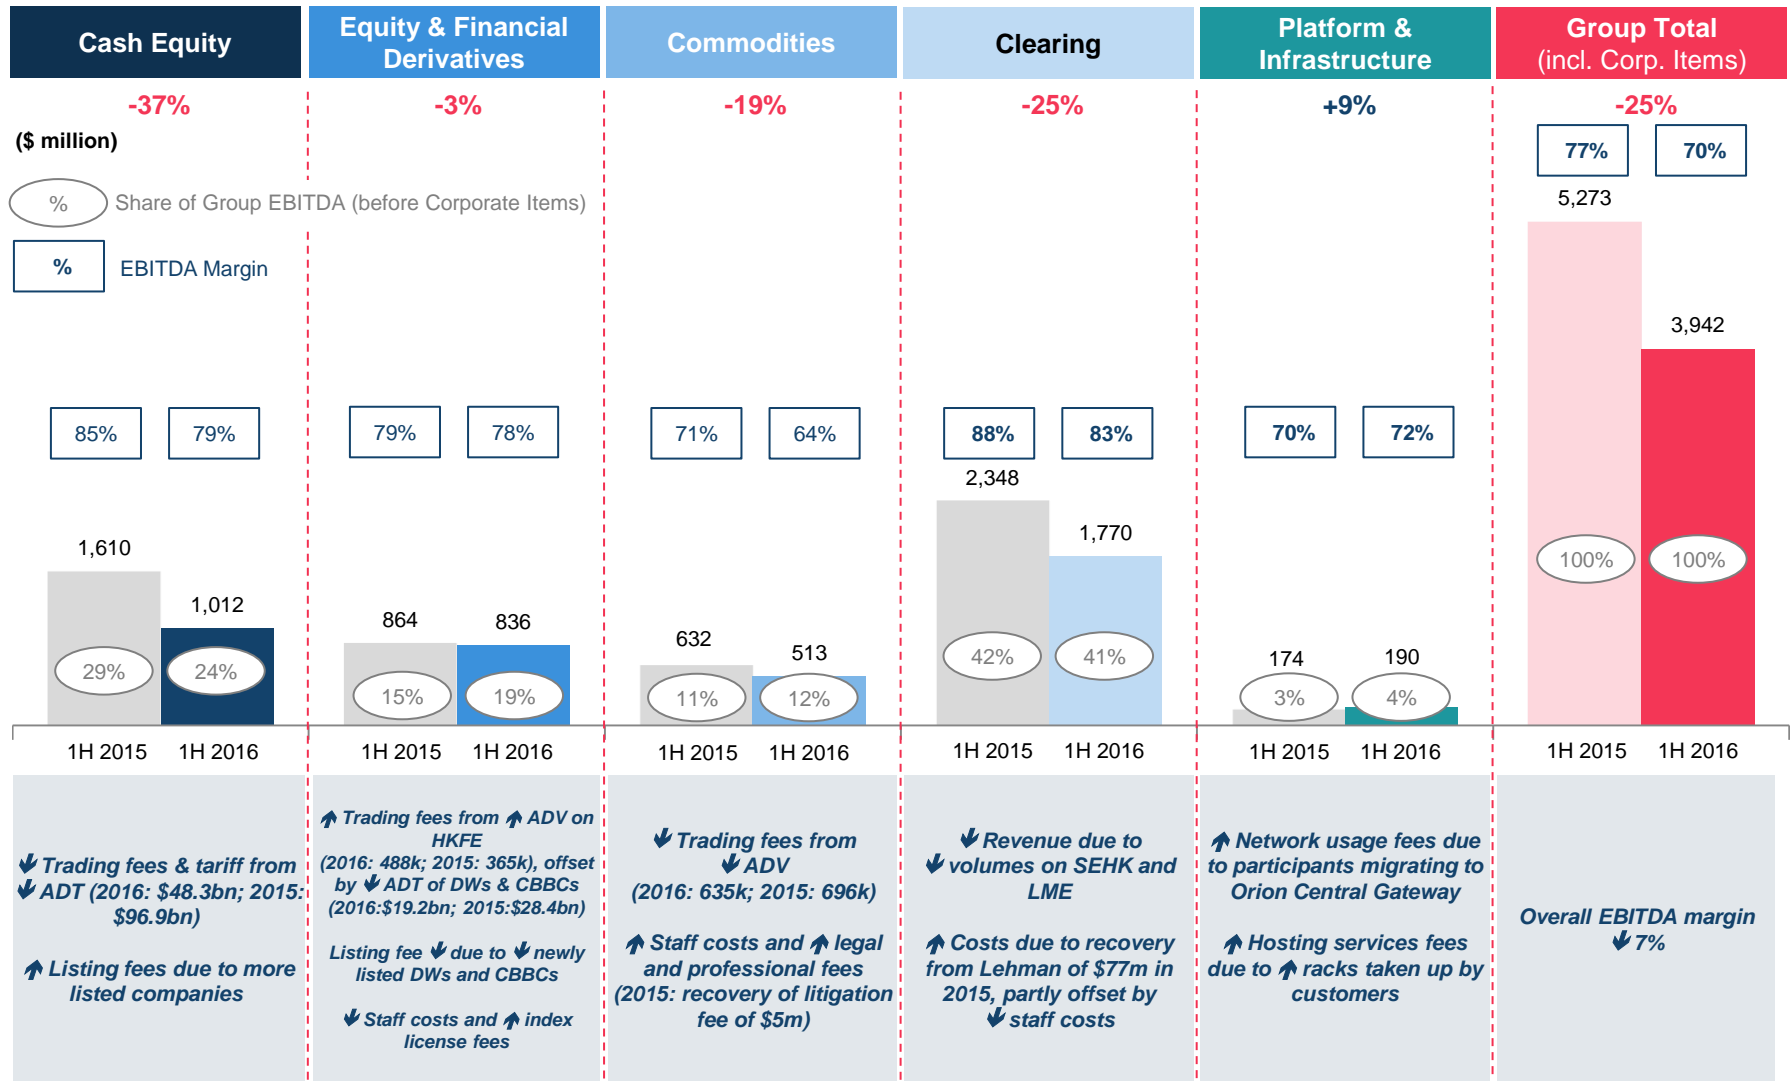 Cash Equity
Equity & Financial
Derivatives
Commodities
Clearing
Platform &
Infrastructure
Group Total
(incl. Corp. Items)
-37%
-3%
-19%
-25%
+9%
-25%
($ million)
% Share of Group EBITDA (before Corporate Items)
% EBITDA Margin
77% 70%
5,273
3,942
85% 79%
79% 78%
71% 64%
88% 83%
70% 72%
1,610
1,012
864 836
632
513
2,348
1,770
174 190
29% 24%
15% 19%
11% 12%
42% 41%
3% 4%
100% 100%
1H 2015 1H 2016
1H 2015 1H 2016
1H 2015 1H 2016
1H 2015 1H 2016
1H 2015 1H 2016
1H 2015 1H 2016
↓ Trading fees & tariff from
↓ ADT (2016: $48.3bn; 2015:
$96.9bn)
↑ Listing fees due to more
listed companies
↑ Trading fees from ↑ ADV on
HKFE
(2016: 488k; 2015: 365k), offset
by ↓ ADT of DWs & CBBCs
(2016:$19.2bn; 2015:$28.4bn)
Listing fee ↓ due to ↓ newly
listed DWs and CBBCs
↓ Staff costs and ↑ index
license fees
↓ Trading fees from
↓ ADV
(2016: 635k; 2015: 696k)
↑ Staff costs and ↑ legal
and professional fees
(2015: recovery of litigation
fee of $5m)
↓ Revenue due to
↓ volumes on SEHK and
LME
↑ Costs due to recovery
from Lehman of $77m in
2015, partly offset by
↓ staff costs
↑ Network usage fees due
to participants migrating to
Orion Central Gateway
↑ Hosting services fees
due to ↑ racks taken up by
customers
Overall EBITDA margin
↓ 7%